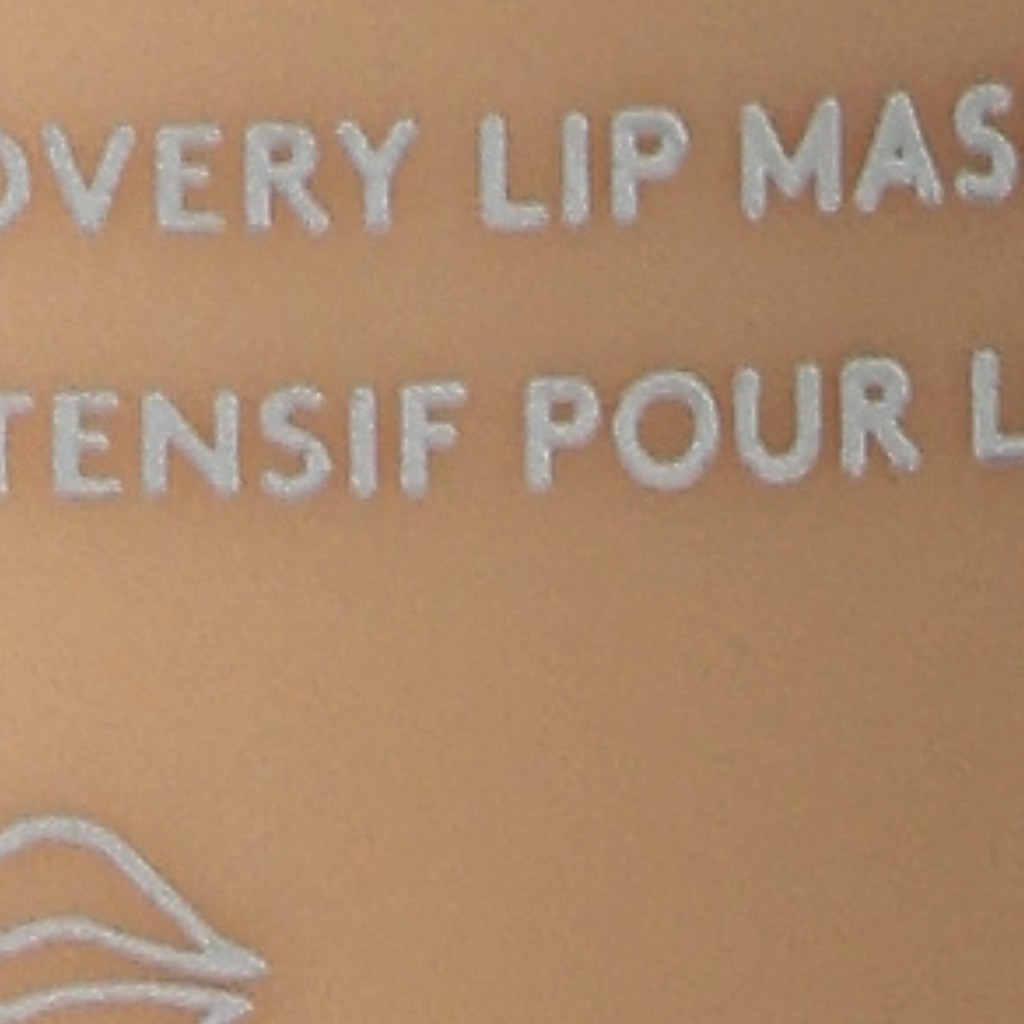 OVERY LIP MAS
TENSIF POUR L